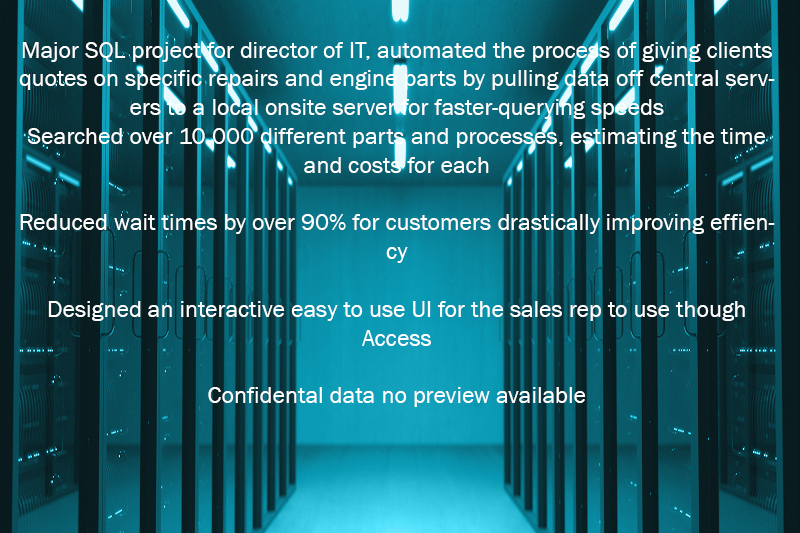 Major SQL project for director of IT, automated the process of giving clients
quotes on specific repairs and engine parts by pulling data off central serv-
ers to a local onsite server for faster-querying speeds
Searched over 10,000 different parts and processes, estimating the time
and costs for each
Reduced wait times by over 90% for customers drastically improving effien-
cy
Designed an interactive easy to use UI for the sales rep to use though
Access
Confidental data no preview available